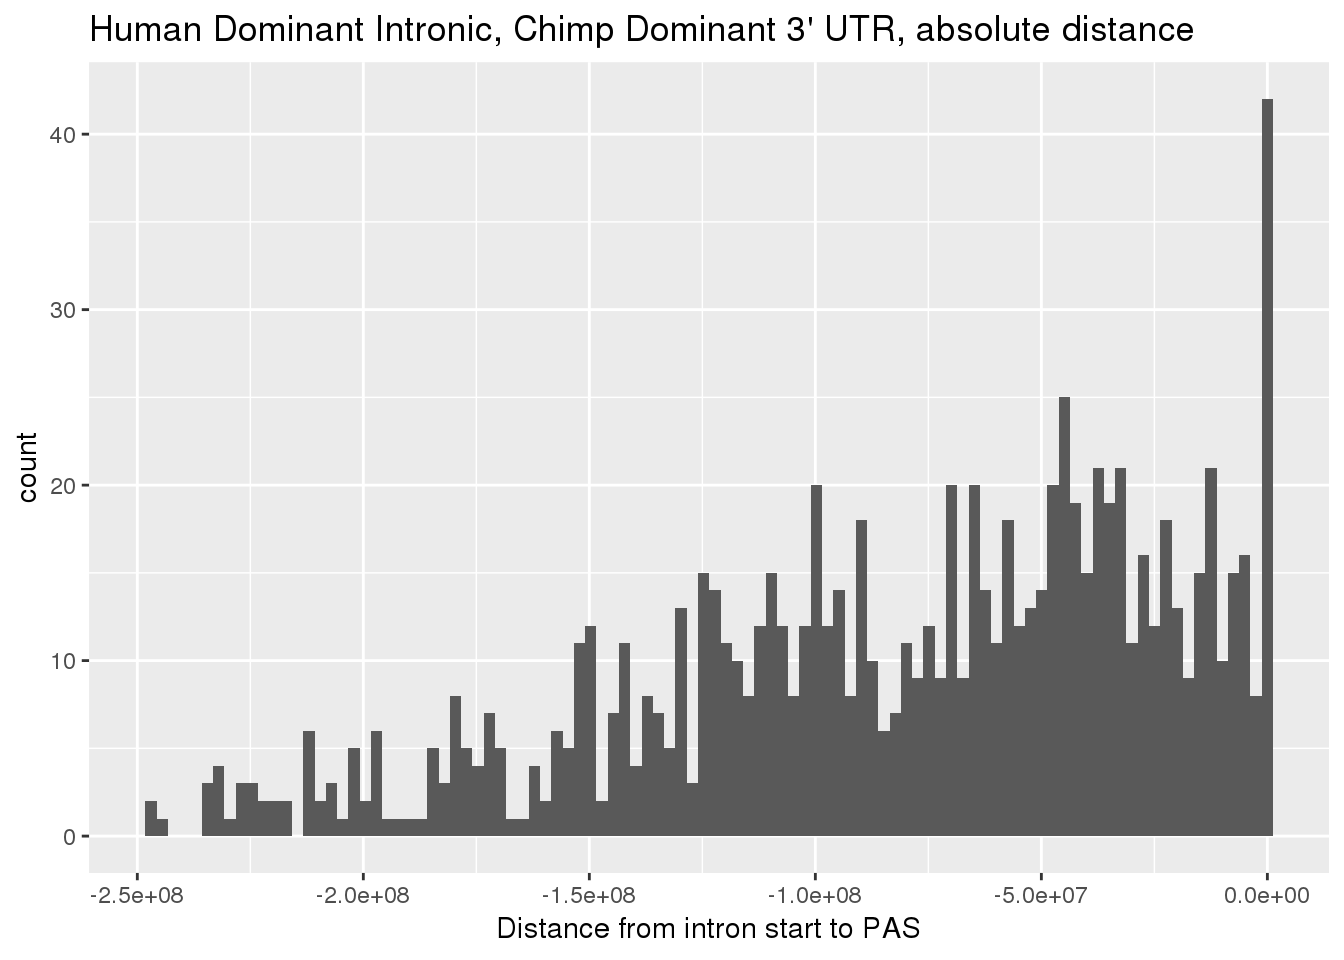 Human Dominant Intronic, Chimp Dominant 3' UTR, absolute distance
40
30
20
10
0
count
-2.5e+08 -2.0e+08 -1.5e+08 -1.0e+08 -5.0e+07 0.0e+00
Distance from intron start to PAS